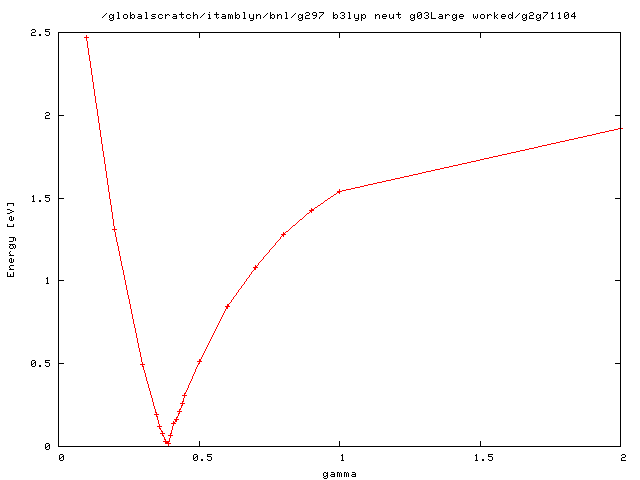 /globalscratch/itamblyn/bnl/g297 b3lyp neut g03Large worked/g2g71104
2.5
2
1.5
1
0.5
0
Energy [eV]
0 0.5 1 1.5 2
gamma